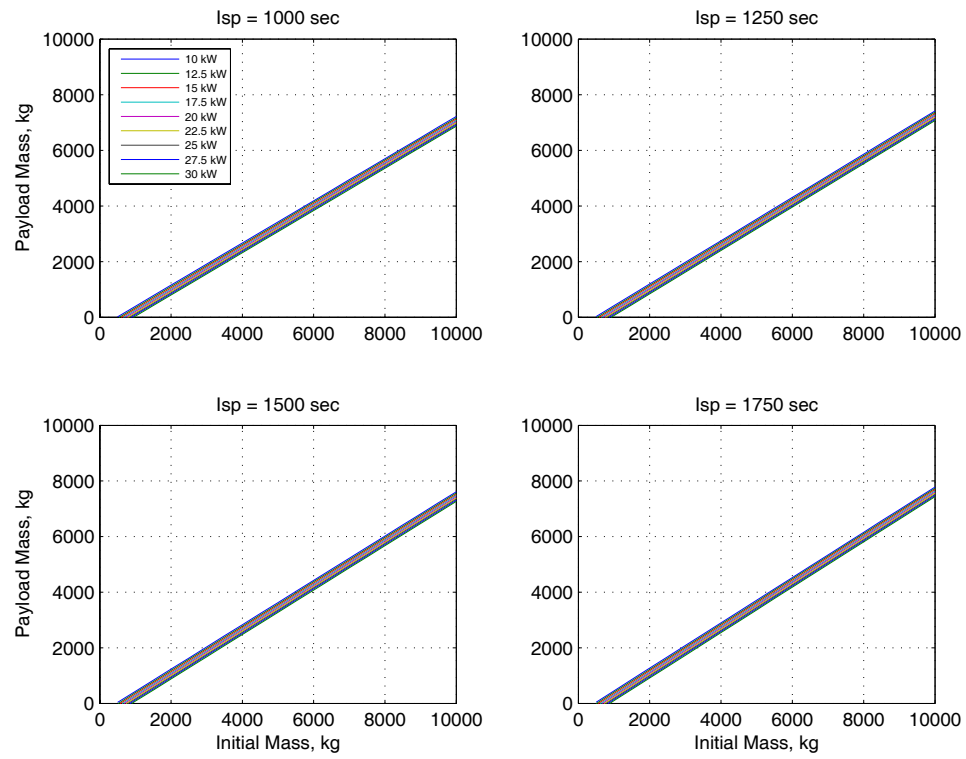 Isp = 1000 sec
10000
8000
6000
4000
2000
0
Payload Mass, kg
10 kW
12.5 kW
15 kW
17.5 kW
20 kW
22.5 kW
25 kW
27.5 kW
30 kW
0 2000 4000 6000 8000 10000
Isp = 1250 sec
10000
8000
6000
4000
2000
0
0 2000 4000 6000 8000 10000
Isp = 1500 sec
10000
8000
6000
4000
2000
0
Payload Mass, kg
0 2000 4000 6000 8000 10000
Initial Mass, kg
Isp = 1750 sec
10000
8000
6000
4000
2000
0
0 2000 4000 6000 8000 10000
Initial Mass, kg